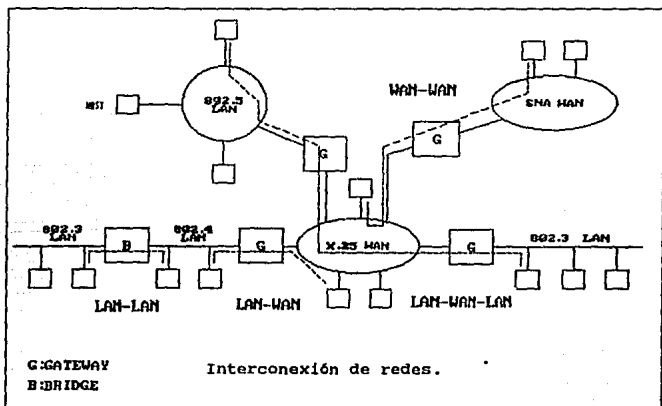 802.5
LAN
HOST
WAN-WAN
SNA WAN
G
G
802.3
LAN
B
802.4
LAN
G
X.25 WAN
G
802.3 LAN
LAN-LAN
LAN-WAN
LAN-WAN-LAN
G:GATEWAY
B:BRIDGE
Interconexión de redes.